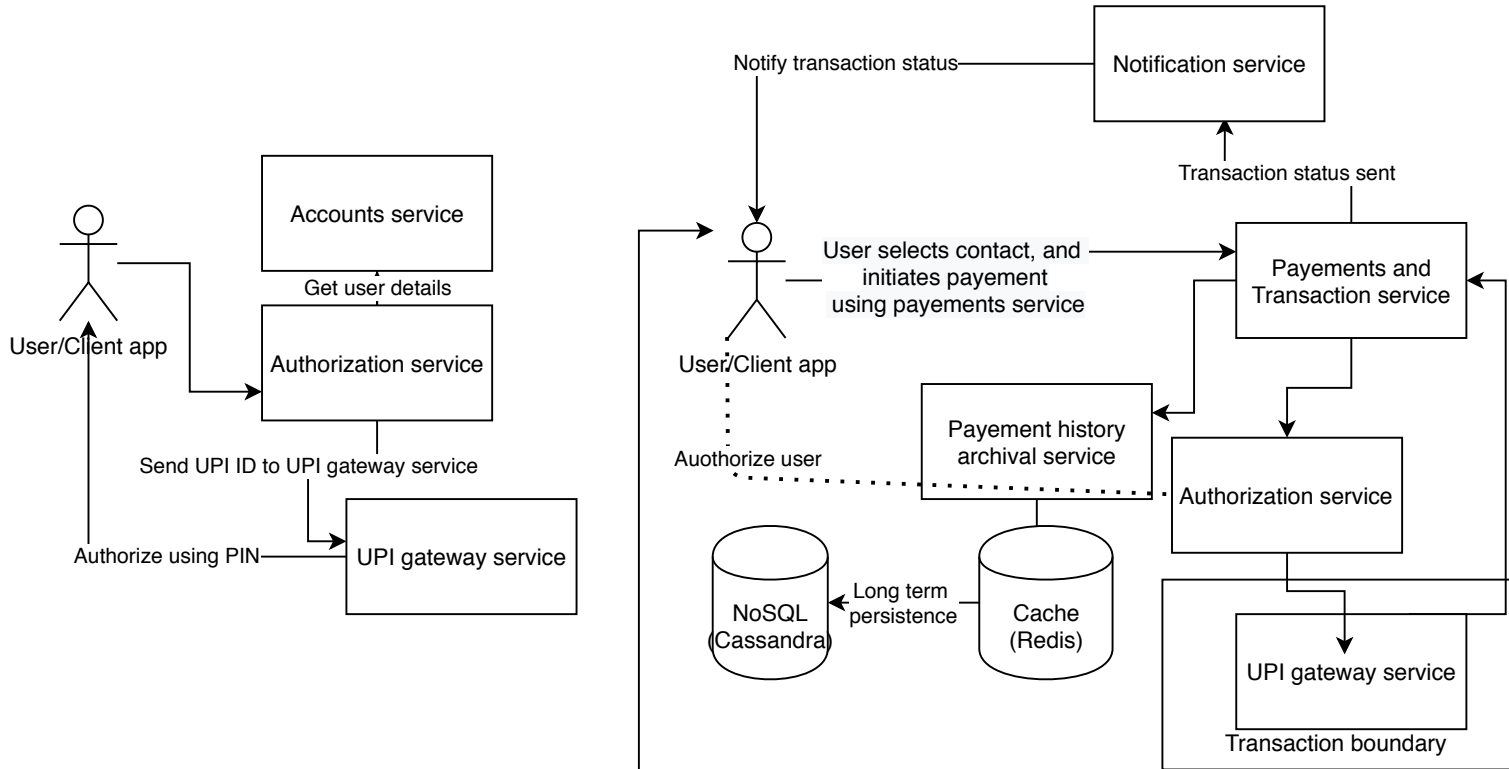 Accounts service
Get user details
User/Client app
Authorization service
Send UPI ID to UPI gateway service
Authorize using PIN
UPI gateway service
Notify transaction status
Notification service
Transaction status sent
User selects contact, and
initiates payement
using payements service
Payements and
Transaction service
User/Client app
Payement history
archival service
Auothorize user
Authorization service
NoSQL
(Cassandra)
Long term
persistence
Cache
(Redis)
UPI gateway service
Transaction boundary